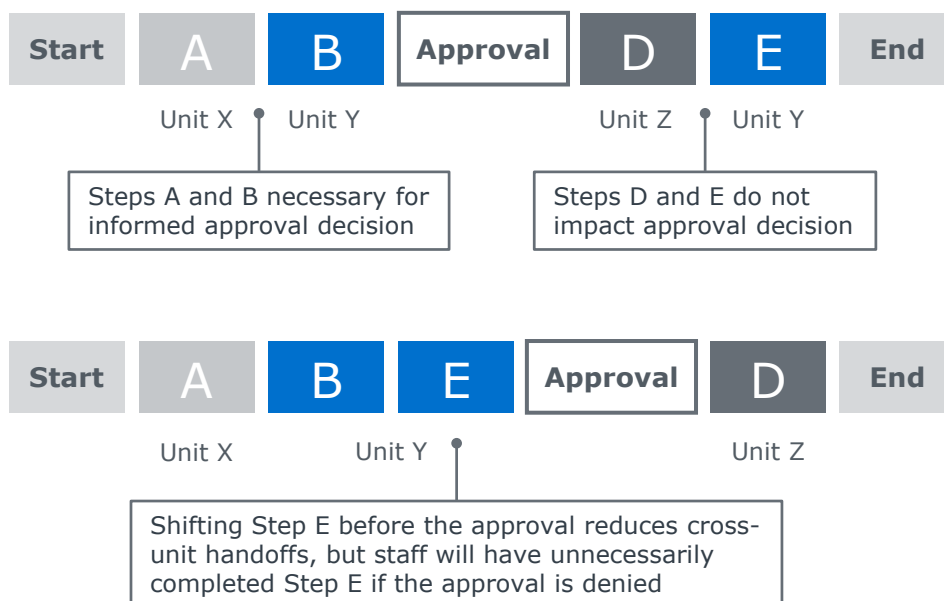 Start A B Approval D E End
Unit X Unit Y Unit Z Unit Y
Steps A and B necessary for
informed approval decision
Steps D and E do not
impact approval decision
Start A B E Approval D End
Unit X Unit Y Unit Z
Shifting Step E before the approval reduces cross-
unit handoffs, but staff will have unnecessarily
completed Step E if the approval is denied